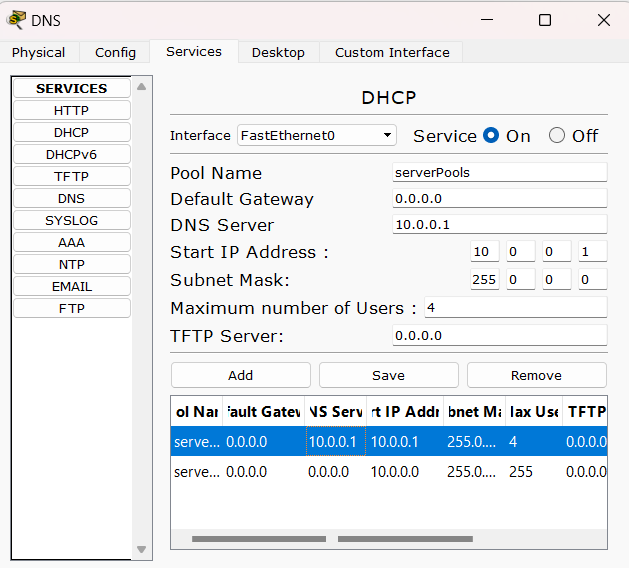 DNS
Physical Config Services Desktop Custom Interface
SERVICES
HTTP
DHCP
DHCPv6
TFTP
DNS
SYSLOG
AAA
NTP
EMAIL
FTP
DHCP
Interface FastEthernet0 Service On Off
Pool Name serverPools
Default Gateway 0.0.0.0
DNS Server 10.0.0.1
Start IP Address : 10 0 0 1
Subnet Mask: 255 0 0 0
Maximum number of Users : 4
TFTP Server: 0.0.0.0
Add Save Remove
ol Nar fault Gatew NS Serv rt IP Addr bnet Ma lax Use TFTP
serve... 0.0.0.0 10.0.0.1 10.0.0.1 255.0.... 4 0.0.0.0
serve... 0.0.0.0 0.0.0.0 10.0.0.0 255.0... 255 0.0.0.0